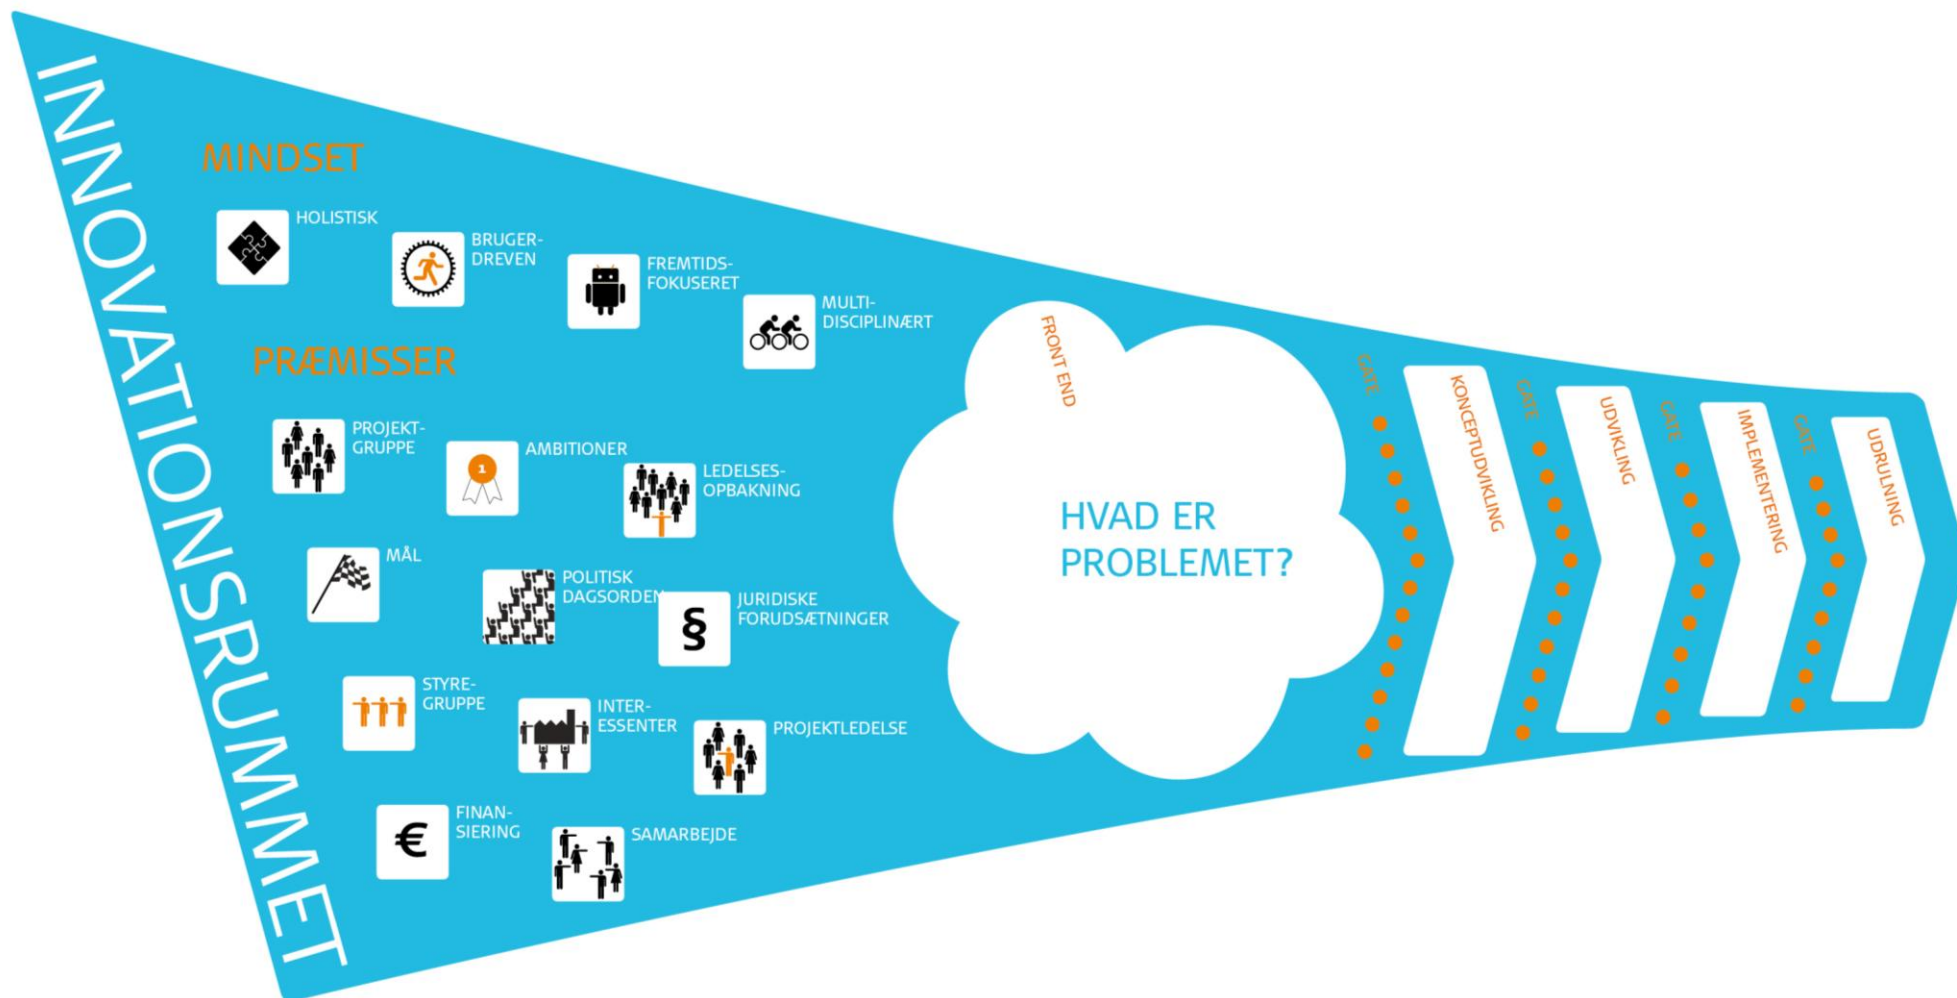 INNOVATIONSRUMMET
MINDSET
HOLISTISK
BRUGER-
DREVEN
FREMTIDS-
FOKUSERET
MULTI-
DISCIPLINÆRT
PRÆMISSER
PROJEKT-
GRUPPE
1
AMBITIONER
LEDELSES-
OPBAKNING
MÅL
POLITISK
DAGSORDEN
§
JURIDISKE
FORUDSÆTNINGER
STYRE-
GRUPPE
INTER-
ESSENTER
PROJEKTLEDELSE
€
FINAN-
SIERING
SAMARBEJDE
FRONT END
HVAD ER
PROBLEMET?
GATE
KONCEPTUDVIKLING
GATE
UDVIKLING
GATE
IMPLEMENTERING
GATE
UDRULNING